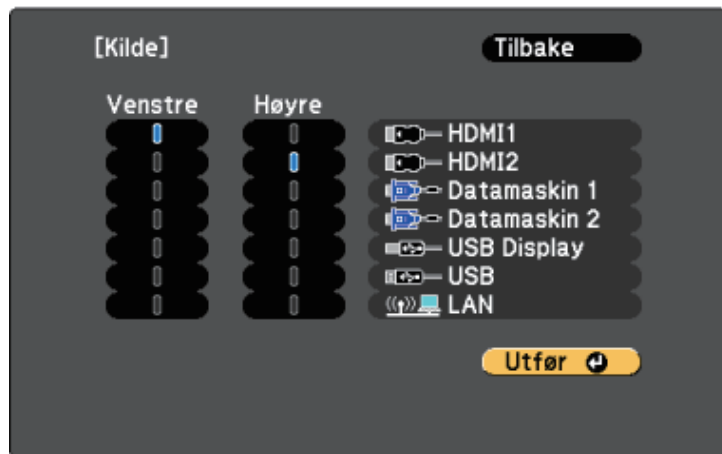 [Kilde] Tilbake
Venstre Høyre
HDMI1
HDMI2
Datamaskin 1
Datamaskin 2
USB Display
USB
LAN
Utfør